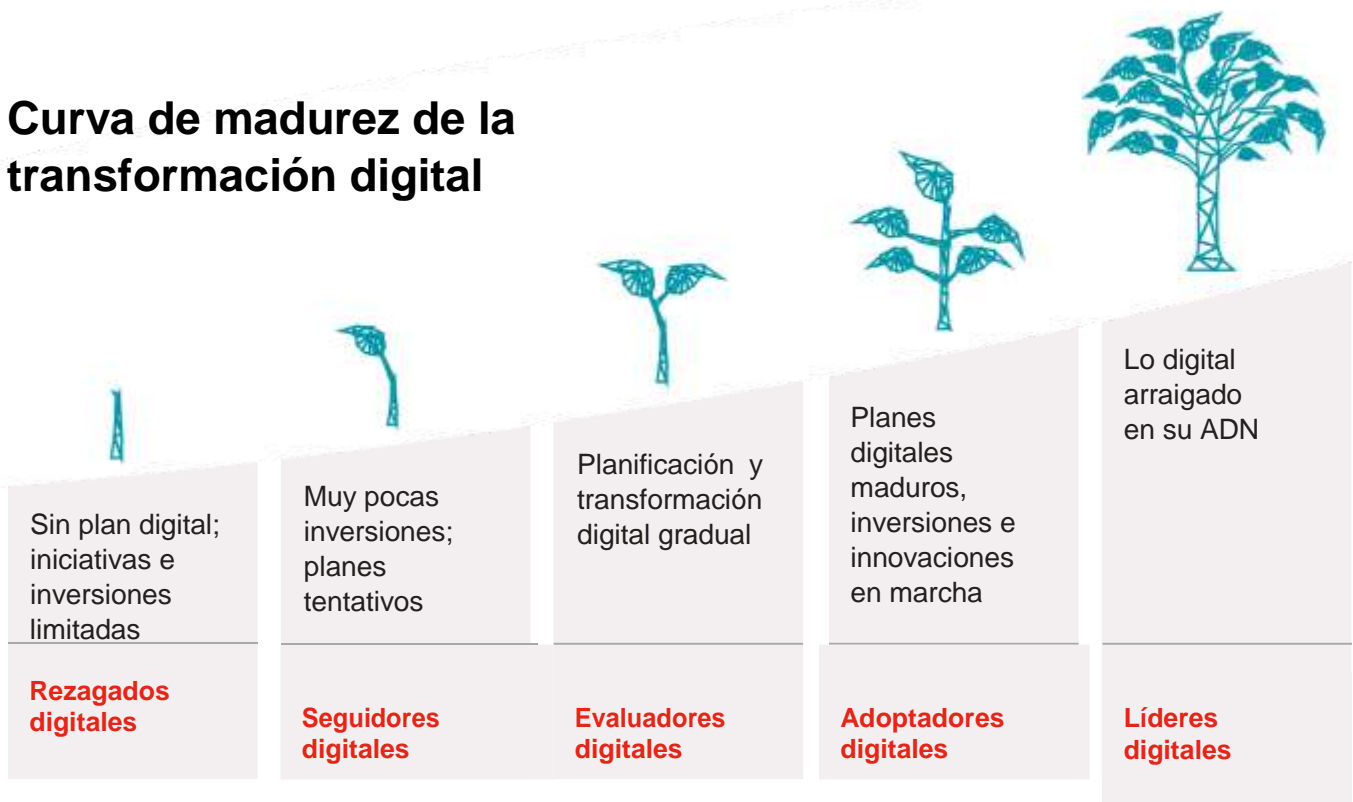 Curva de madurez de la
transformación digital
Sin plan digital;
iniciativas e
inversiones
limitadas
Rezagados
digitales
Muy pocas
inversiones;
planes
tentativos
Seguidores
digitales
Planificación y
transformación
digital gradual
Evaluadores
digitales
Planes
digitales
maduros,
inversiones e
innovaciones
en marcha
Adoptadores
digitales
Lo digital
arraigado
en su ADN
Líderes
digitales